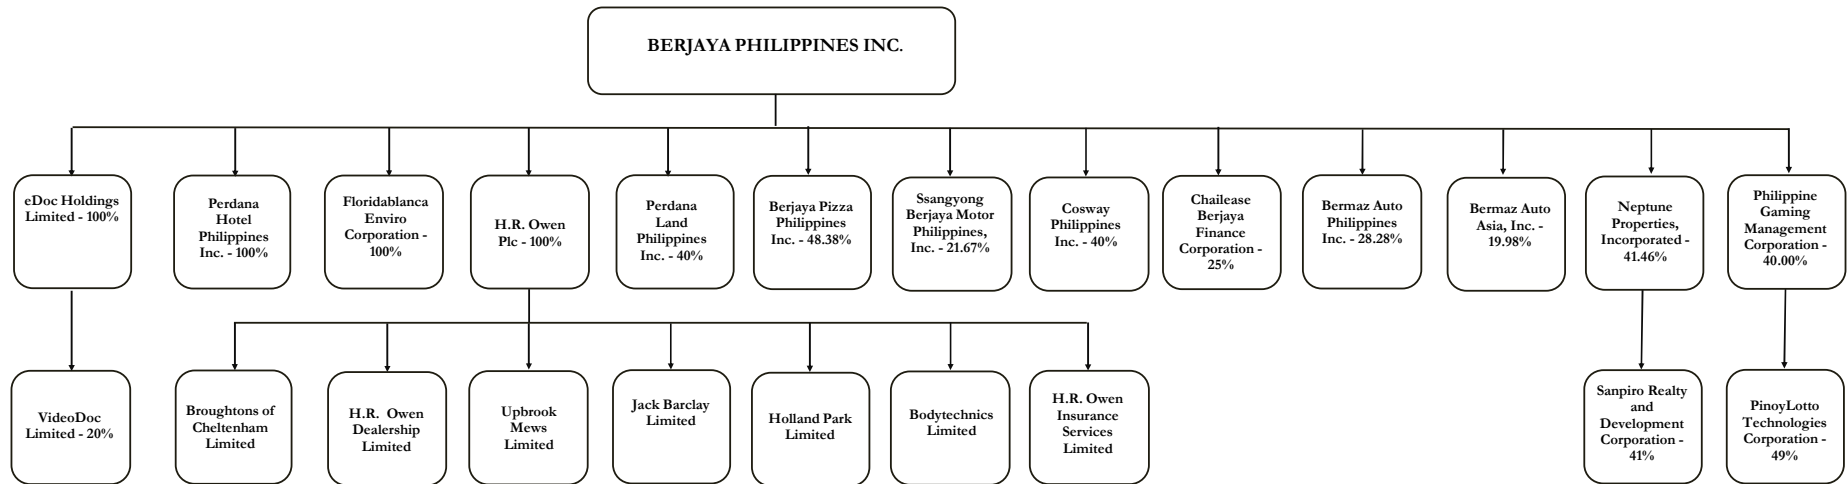 BERJAYA PHILIPPINES INC.
eDoc Holdings
Limited - 100%
Perdana
Hotel
Philippines
Inc. - 100%
Floridablanca
Enviro
Corporation -
100%
H.R. Owen
Plc - 100%
Perdana
Land
Philippines
Inc. - 40%
Berjaya Pizza
Philippines
Inc. - 48.38%
Ssangyong
Berjaya Motor
Philippines,
Inc. - 21.67%
Cosway
Philippines
Inc. - 40%
Chailease
Berjaya
Finance
Corporation -
25%
Bermaz Auto
Philippines
Inc. - 28.28%
Bermaz Auto
Asia, Inc. -
19.98%
Neptune
Properties,
Incorporated -
41.46%
Philippine
Gaming
Management
Corporation -
40.00%
VideoDoc
Limited - 20%
Broughtons of
Cheltenham
Limited
H.R. Owen
Dealership
Limited
Upbrook
Mews
Limited
Jack Barclay
Limited
Holland Park
Limited
Bodytechnics
Limited
H.R. Owen
Insurance
Services
Limited
Sanpiro Realty
and
Development
Corporation -
41%
PinoyLotto
Technologies
Corporation -
49%